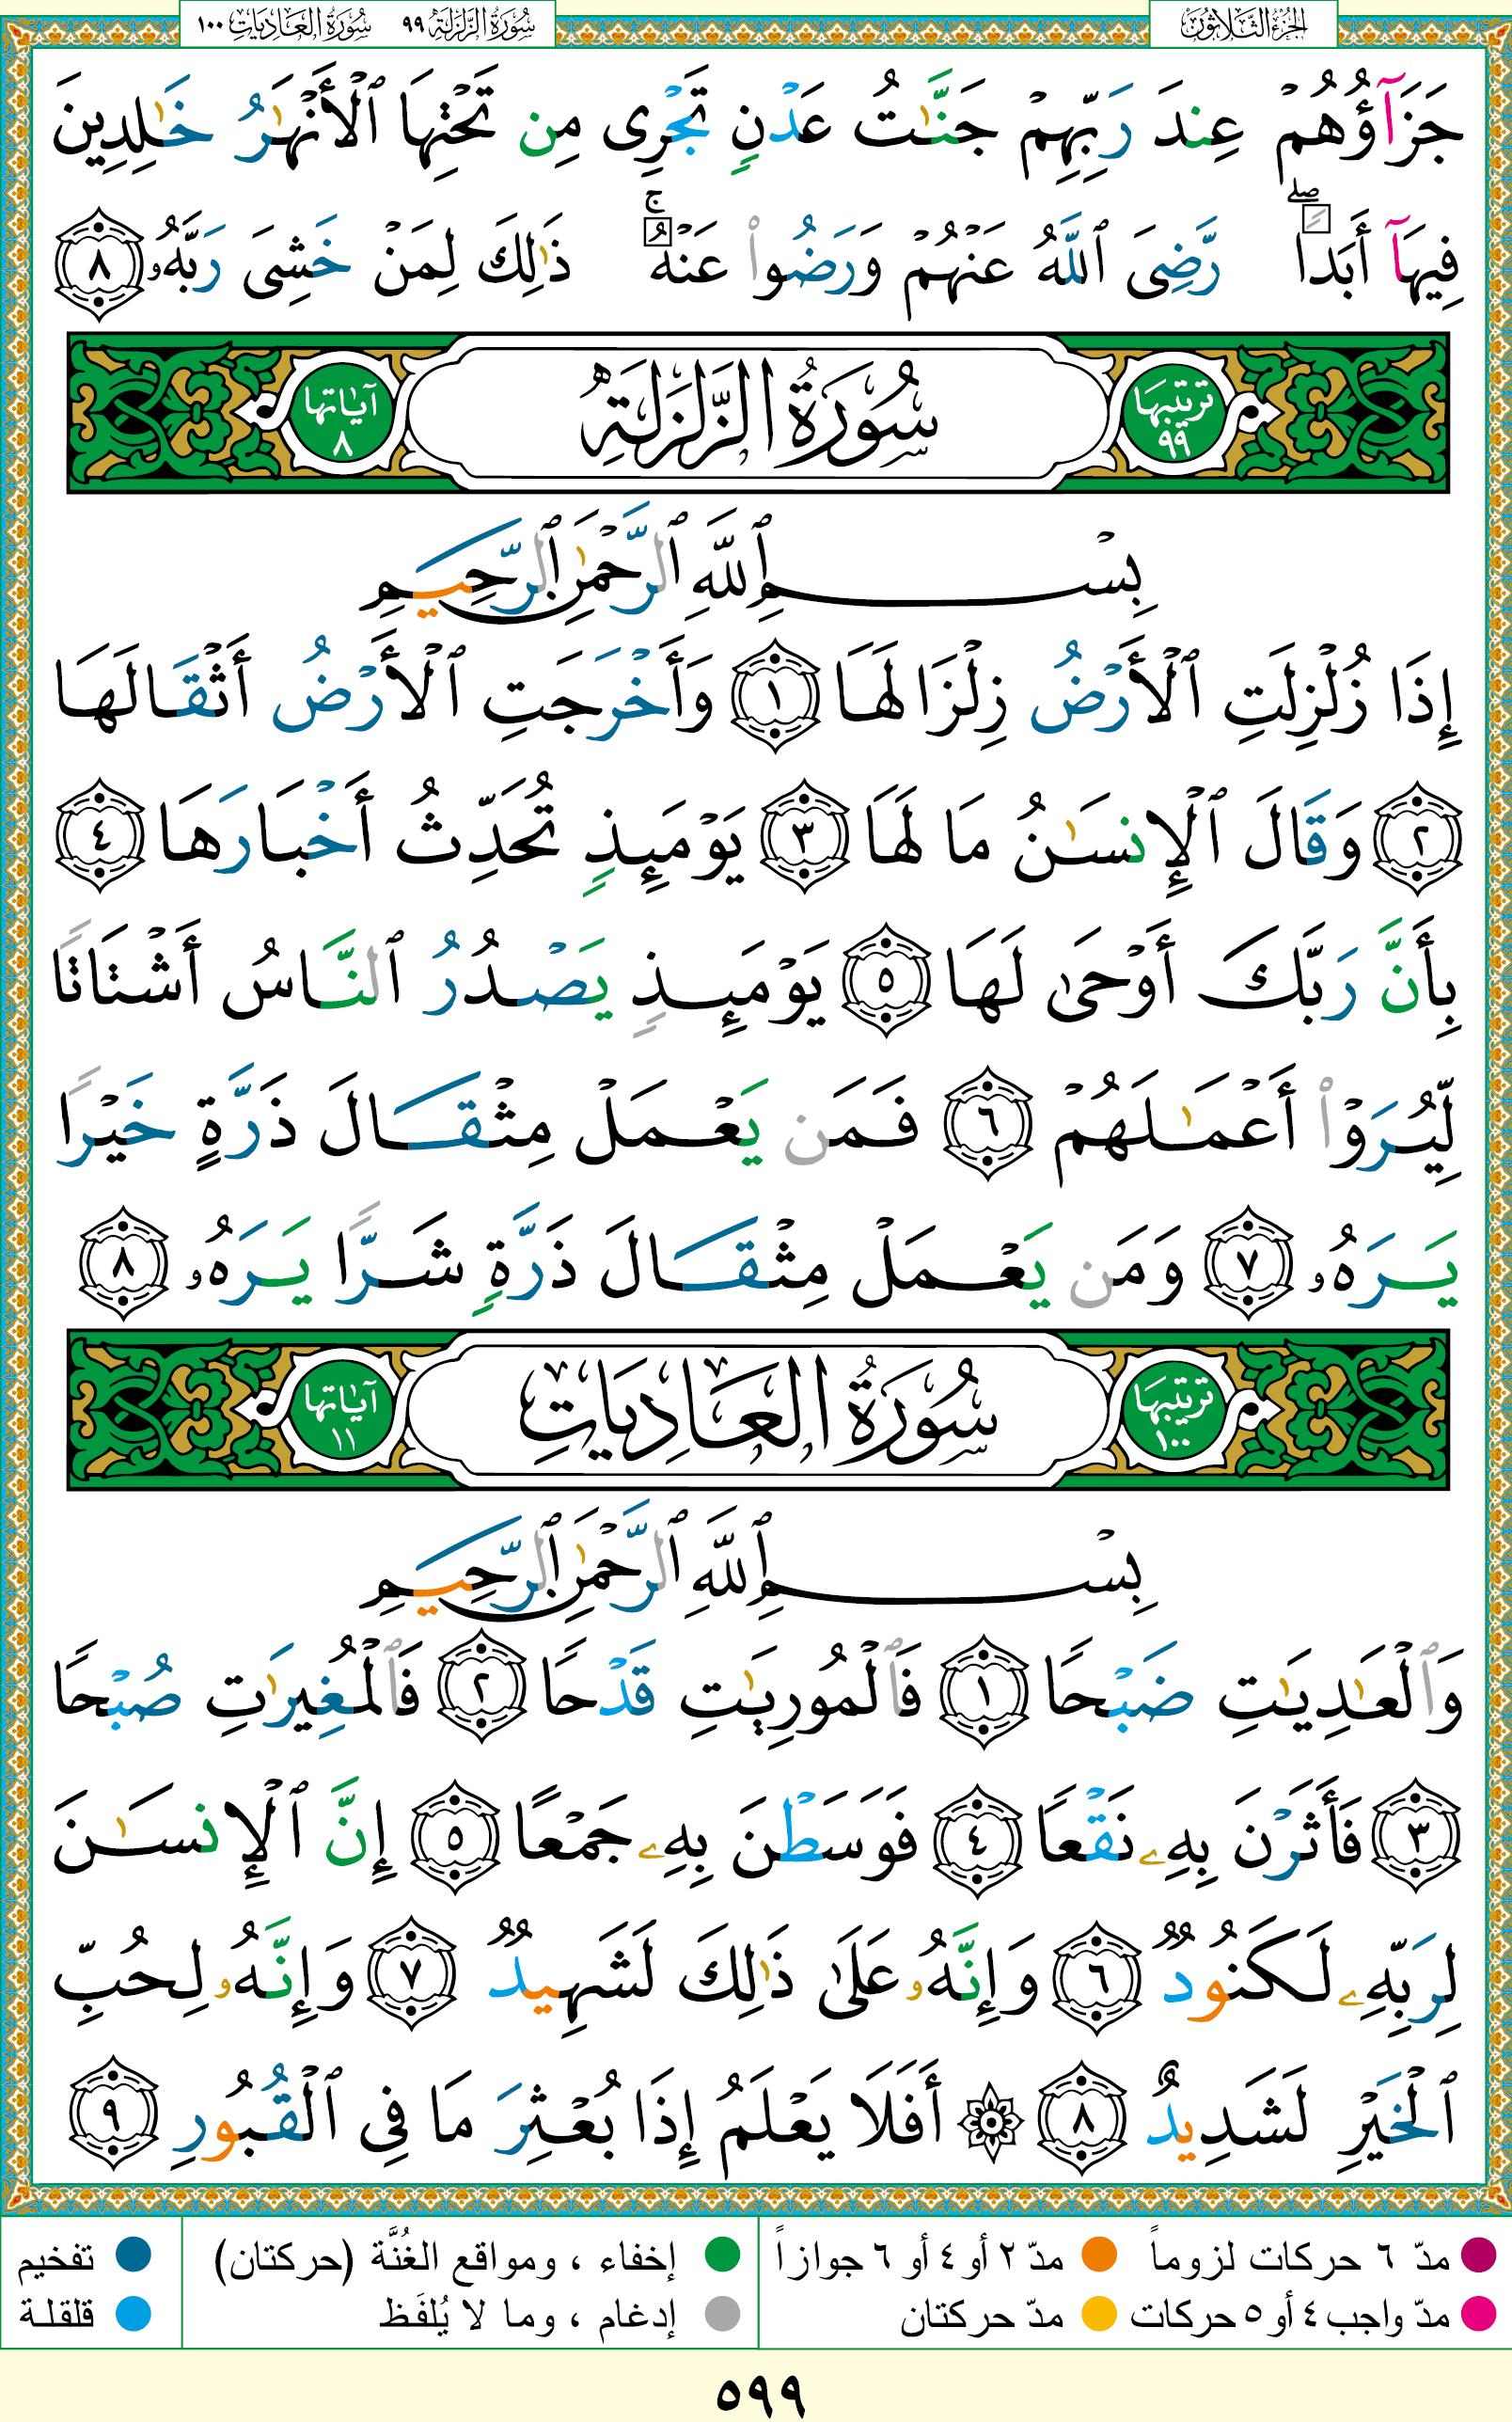 الجزء الثلاثون
سورة الزلزلة ٩٩ سورة العاديات ١٠٠
جَزَآؤُهُمْ عِندَ رَبِّهِمْ جَنَّٰتُ عَدْنٍ تَجْرِى مِن تَحْتِهَا ٱلْأَنْهَٰرُ خَٰلِدِينَ
فِيهَآ أَبَدًا ۖ رَّضِىَ ٱللَّهُ عَنْهُمْ وَرَضُوا۟ عَنْهُ ۚ ذَٰلِكَ لِمَنْ خَشِىَ رَبَّهُۥ ٨
ترتيبها ٩٩ سُورَةُ الزَّلْزَلَةِ آياتها ٨
بِسْمِ ٱللَّهِ ٱلرَّحْمَٰنِ ٱلرَّحِيمِ
إِذَا زُلْزِلَتِ ٱلْأَرْضُ زِلْزَالَهَا ١ وَأَخْرَجَتِ ٱلْأَرْضُ أَثْقَالَهَا
٢ وَقَالَ ٱلْإِنسَٰنُ مَا لَهَا ٣ يَوْمَئِذٍ تُحَدِّثُ أَخْبَارَهَا ٤
بِأَنَّ رَبَّكَ أَوْحَىٰ لَهَا ٥ يَوْمَئِذٍ يَصْدُرُ ٱلنَّاسُ أَشْتَاتًا
لِّيُرَوْا۟ أَعْمَٰلَهُمْ ٦ فَمَن يَعْمَلْ مِثْقَالَ ذَرَّةٍ خَيْرًا
يَرَهُۥ ٧ وَمَن يَعْمَلْ مِثْقَالَ ذَرَّةٍ شَرًّا يَرَهُۥ ٨
ترتيبها ١٠٠ سُورَةُ العَادِيَاتِ آياتها ١١
بِسْمِ ٱللَّهِ ٱلرَّحْمَٰنِ ٱلرَّحِيمِ
وَٱلْعَٰدِيَٰتِ ضَبْحًا ١ فَٱلْمُورِيَٰتِ قَدْحًا ٢ فَٱلْمُغِيرَٰتِ صُبْحًا
٣ فَأَثَرْنَ بِهِۦ نَقْعًا ٤ فَوَسَطْنَ بِهِۦ جَمْعًا ٥ إِنَّ ٱلْإِنسَٰنَ
لِرَبِّهِۦ لَكَنُودٌ ٦ وَإِنَّهُۥ عَلَىٰ ذَٰلِكَ لَشَهِيدٌ ٧ وَإِنَّهُۥ لِحُبِّ
ٱلْخَيْرِ لَشَدِيدٌ ٨ ۞ أَفَلَا يَعْلَمُ إِذَا بُعْثِرَ مَا فِى ٱلْقُبُورِ ٩
مدّ ٦ حركات لزوماً مدّ ٢ أو ٤ أو ٦ جوازاً إخفاء ، ومواقع الغُنَّة (حركتان) تفخيم
مدّ واجب ٤ أو ٥ حركات مدّ حركتان إدغام ، وما لا يُلفَظ قلقلة
٥٩٩